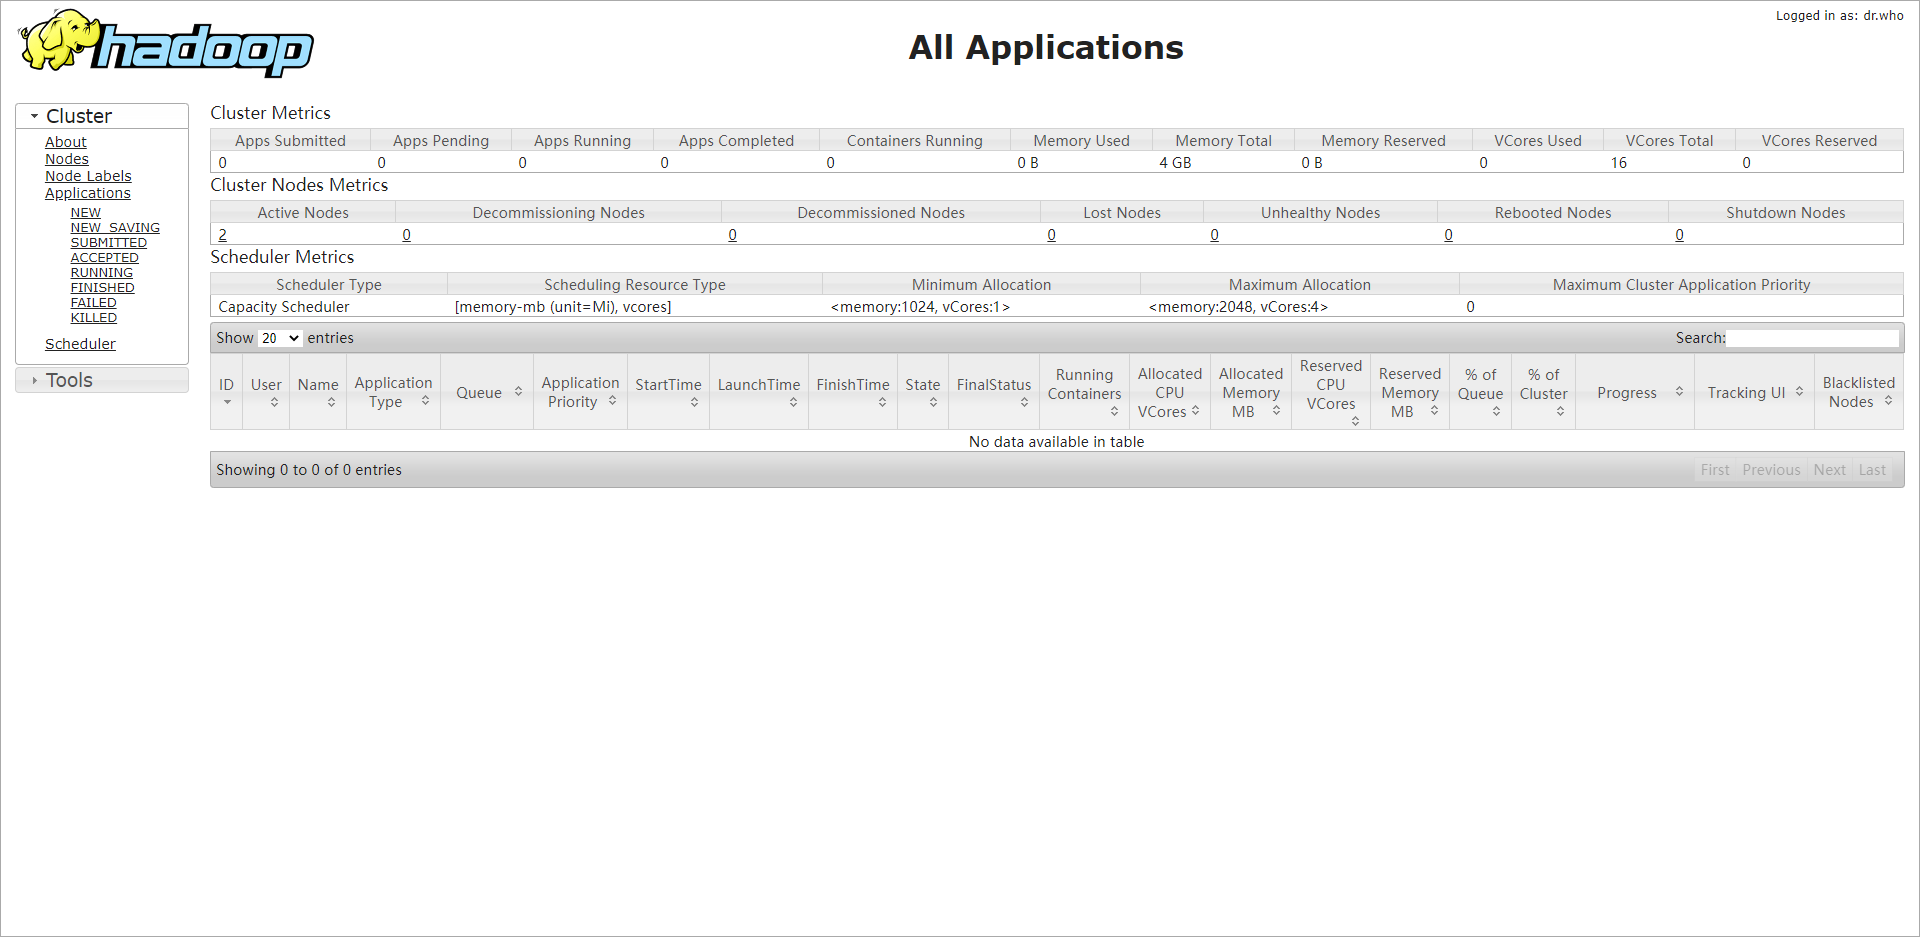 hadoop
Logged in as: dr.who
All Applications
Cluster
About
Nodes
Node Labels
Applications
NEW
NEW_SAVING
SUBMITTED
ACCEPTED
RUNNING
FINISHED
FAILED
KILLED
Scheduler
Tools
Cluster Metrics
Apps Submitted Apps Pending Apps Running Apps Completed Containers Running Memory Used Memory Total Memory Reserved VCores Used VCores Total VCores Reserved
0 0 0 0 0 0 B 4 GB 0 B 0 16 0
Cluster Nodes Metrics
Active Nodes Decommissioning Nodes Decommissioned Nodes Lost Nodes Unhealthy Nodes Rebooted Nodes Shutdown Nodes
2 0 0 0 0 0 0
Scheduler Metrics
Scheduler Type Scheduling Resource Type Minimum Allocation Maximum Allocation Maximum Cluster Application Priority
Capacity Scheduler [memory-mb (unit=Mi), vcores] <memory:1024, vCores:1> <memory:2048, vCores:4> 0
Show 20 entries Search:
ID User Name Application Type Queue Application Priority StartTime LaunchTime FinishTime State FinalStatus Running Containers Allocated CPU VCores Allocated Memory MB Reserved CPU VCores Reserved Memory MB % of Queue % of Cluster Progress Tracking UI Blacklisted Nodes
No data available in table
Showing 0 to 0 of 0 entries First Previous Next Last